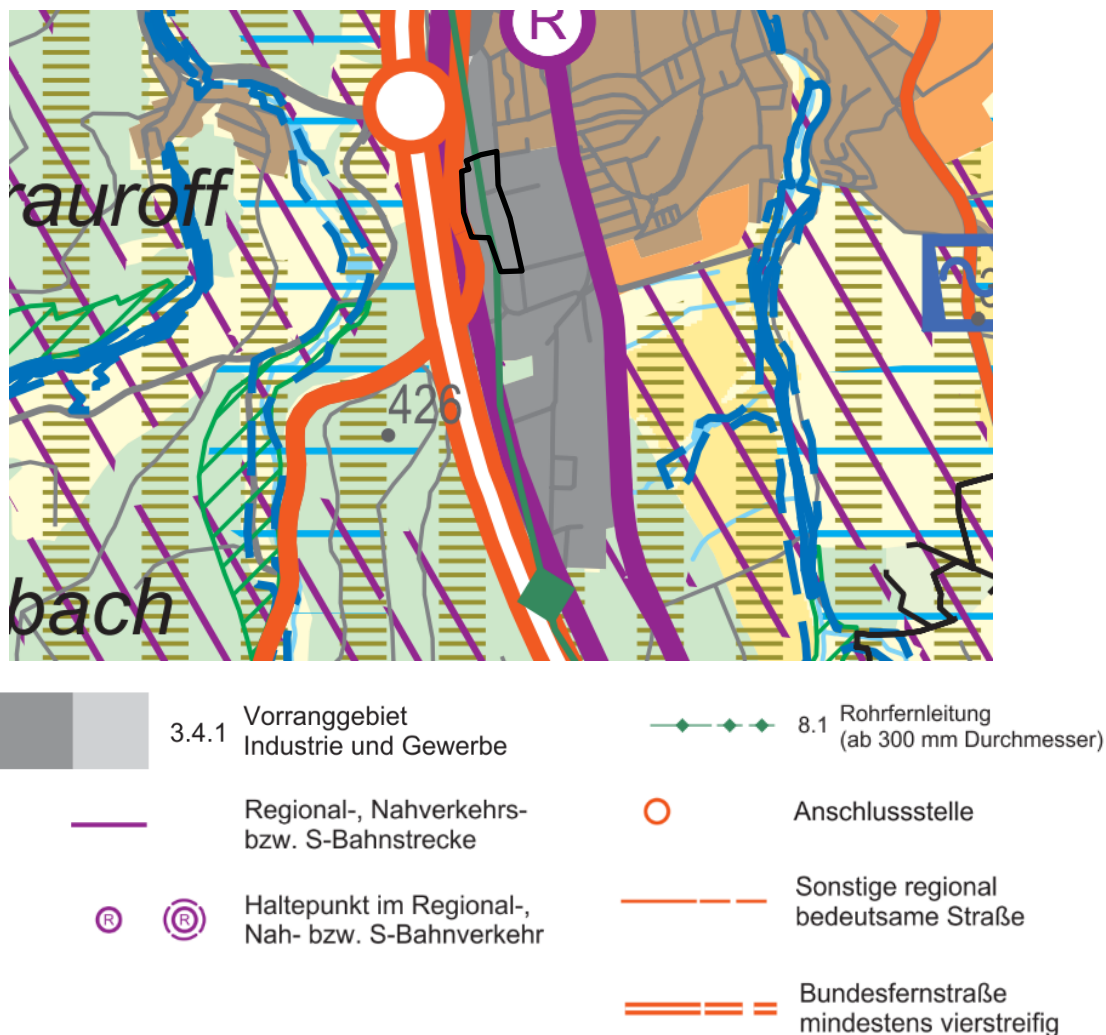 R
rauroff
426
bach
3.4.1 Vorranggebiet
Industrie und Gewerbe
Regional-, Nahverkehrs-
bzw. S-Bahnstrecke
R R Haltepunkt im Regional-,
Nah- bzw. S-Bahnverkehr
8.1 Rohrfernleitung
(ab 300 mm Durchmesser)
Anschlussstelle
Sonstige regional
bedeutsame Straße
Bundesfernstraße
mindestens vierstreifig